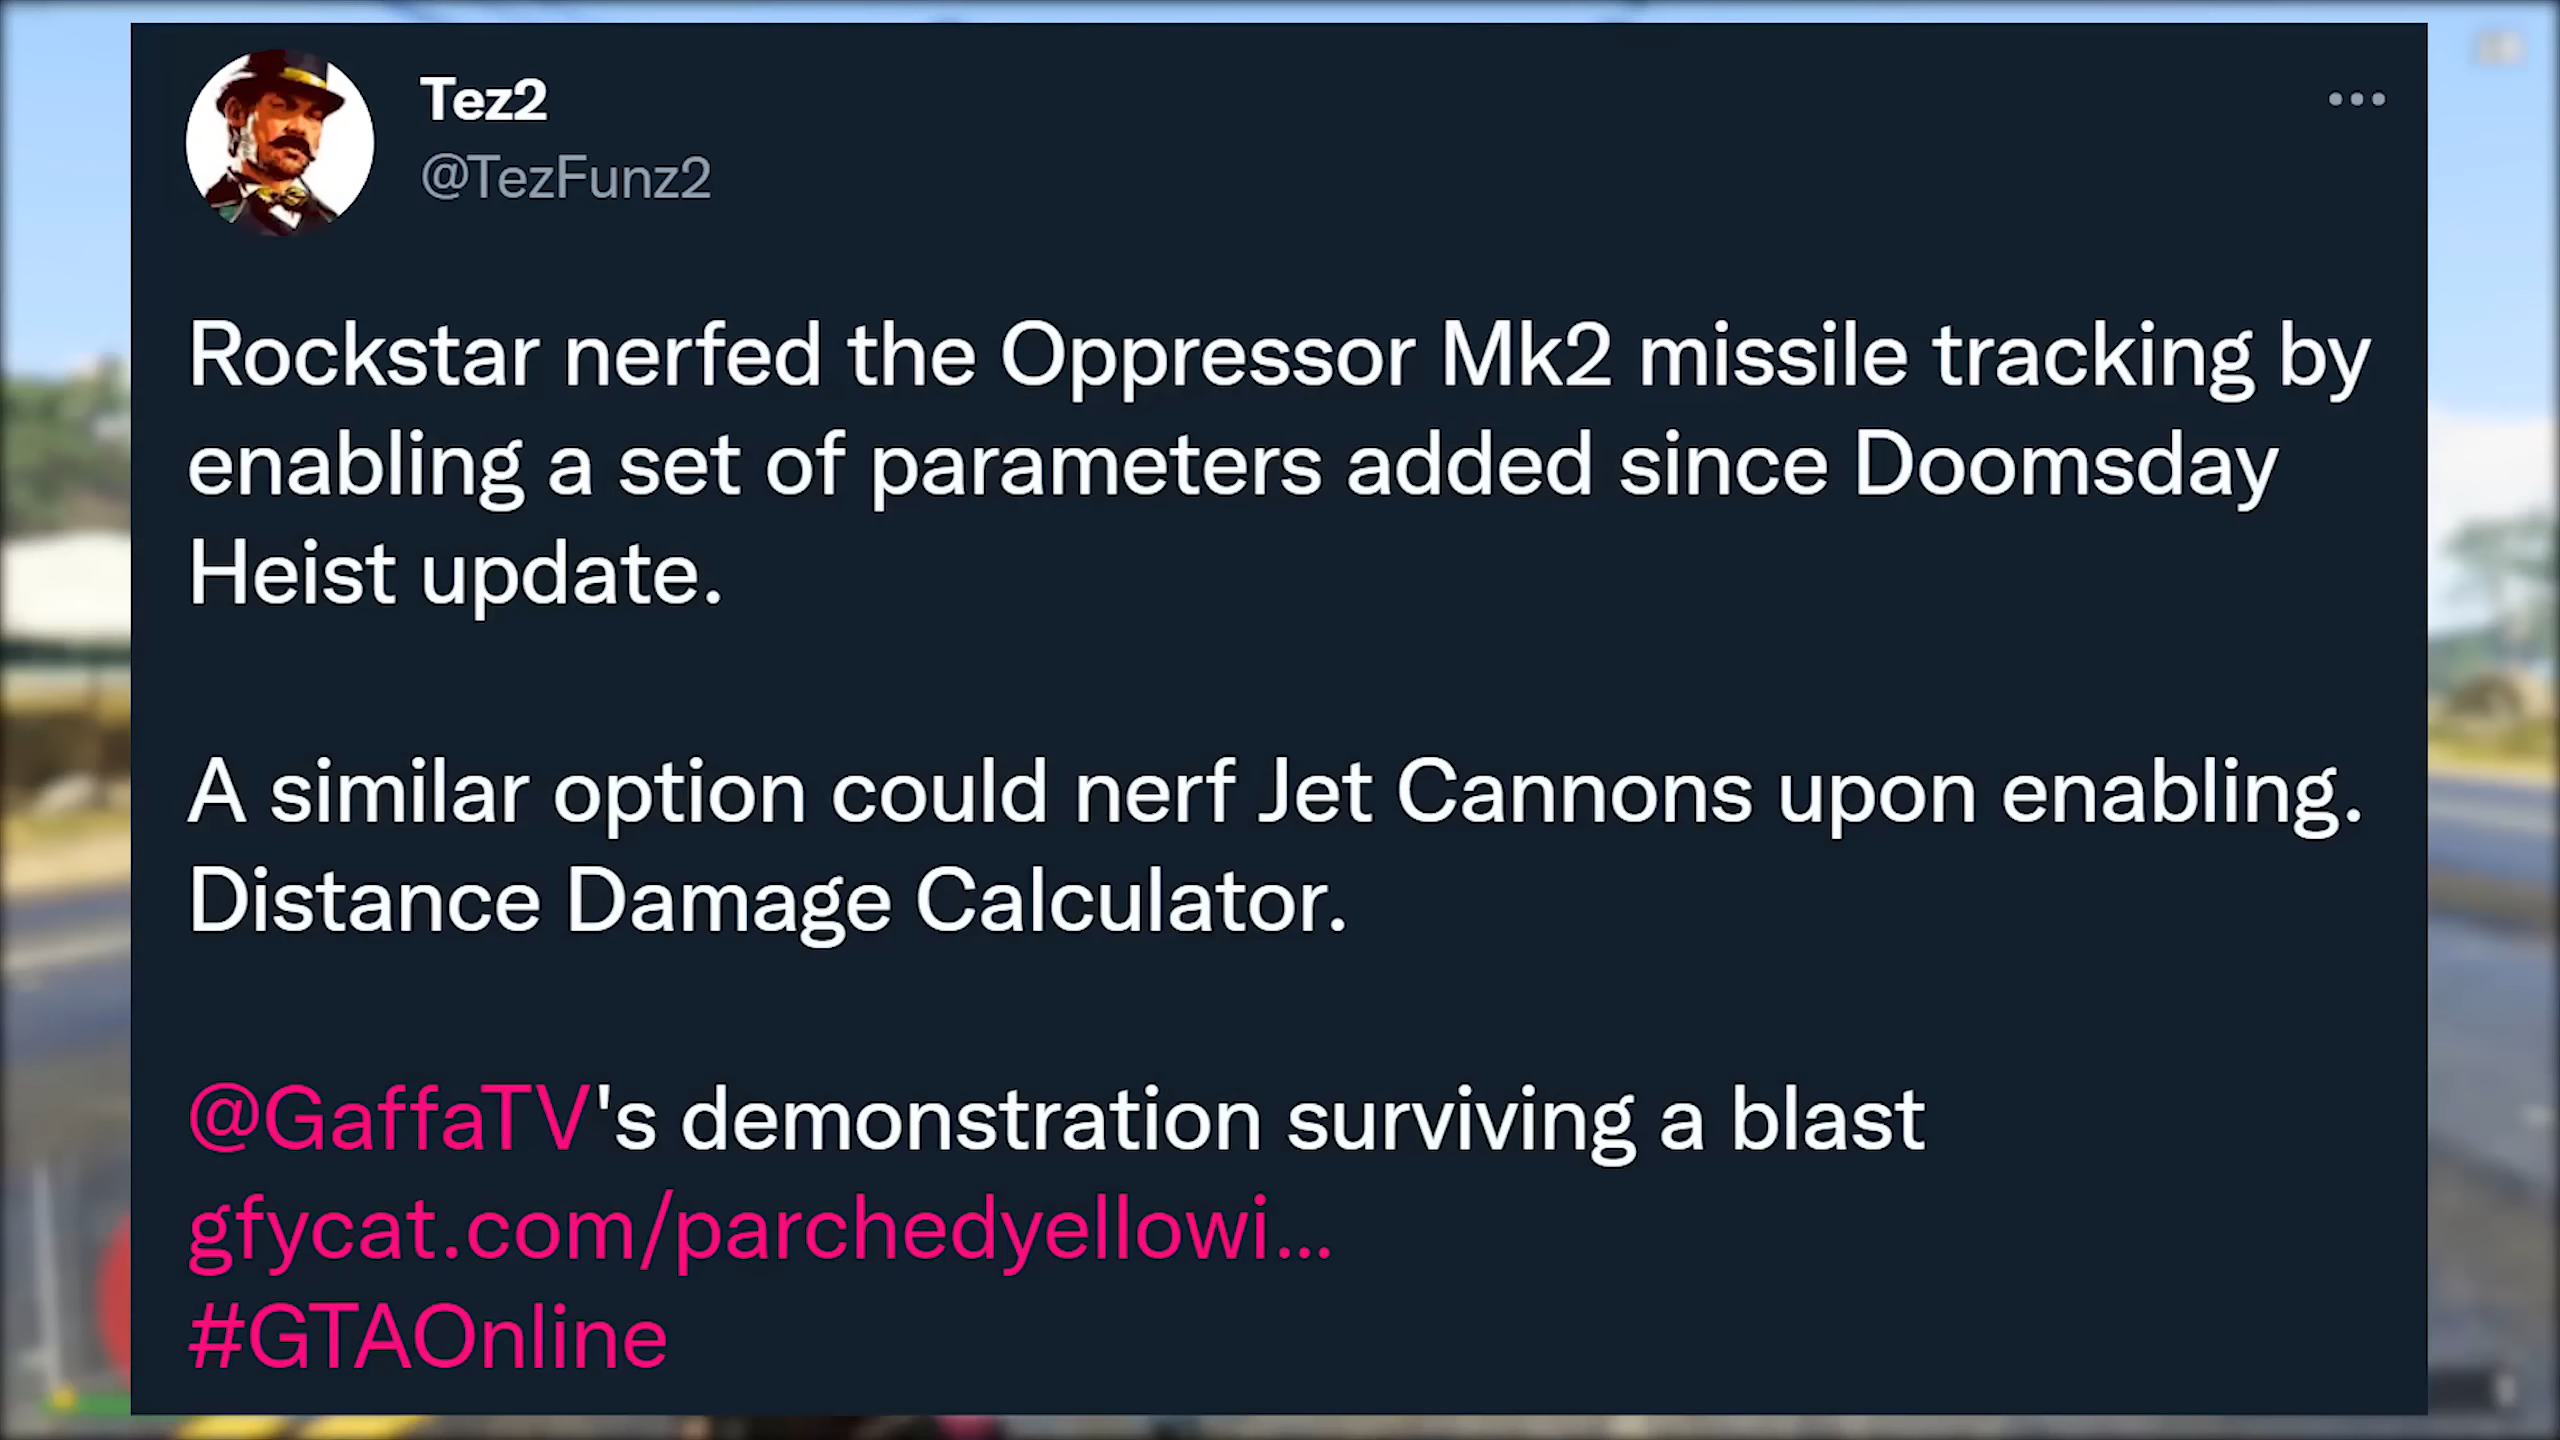 Tez2
@TezFunz2
Rockstar nerfed the Oppressor Mk2 missile tracking by
enabling a set of parameters added since Doomsday
Heist update.
A similar option could nerf Jet Cannons upon enabling.
Distance Damage Calculator.
@GaffaTV's demonstration surviving a blast
gfycat.com/parchedyellowi...
#GTAOnline